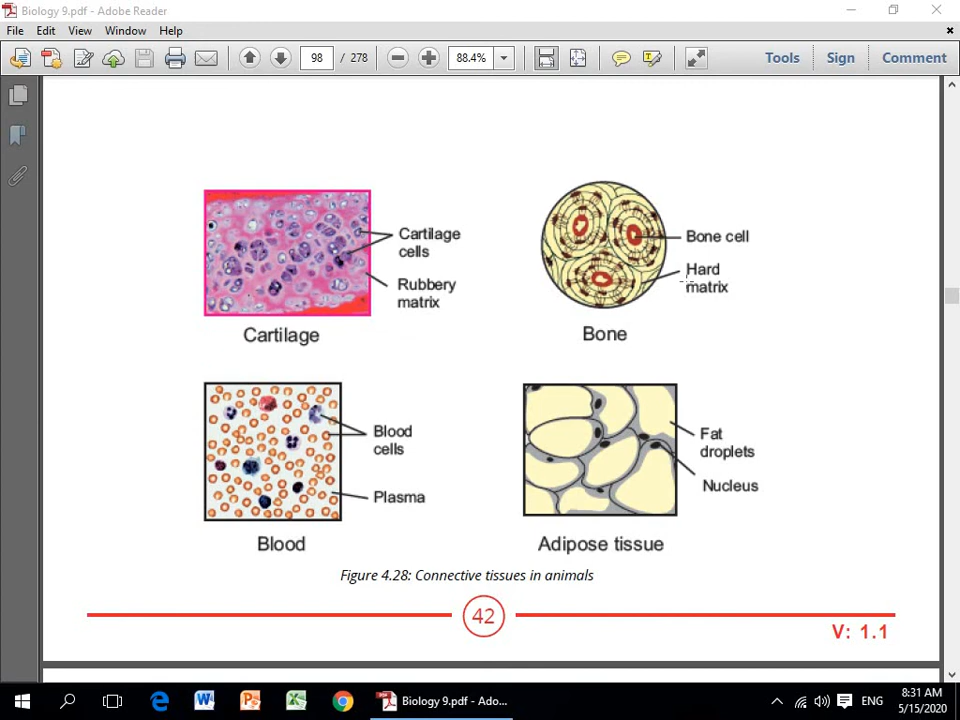 Biology 9.pdf - Adobe Reader
File Edit View Window Help
98 / 278 88.4% Tools Sign Comment
Cartilage
cells
Rubbery
matrix
Cartilage
Bone cell
Hard
matrix
Bone
Blood
cells
Plasma
Blood
Fat
droplets
Nucleus
Adipose tissue
Figure 4.28: Connective tissues in animals
42
V: 1.1
Biology 9.pdf - Ado...
ENG
8:31 AM
5/15/2020